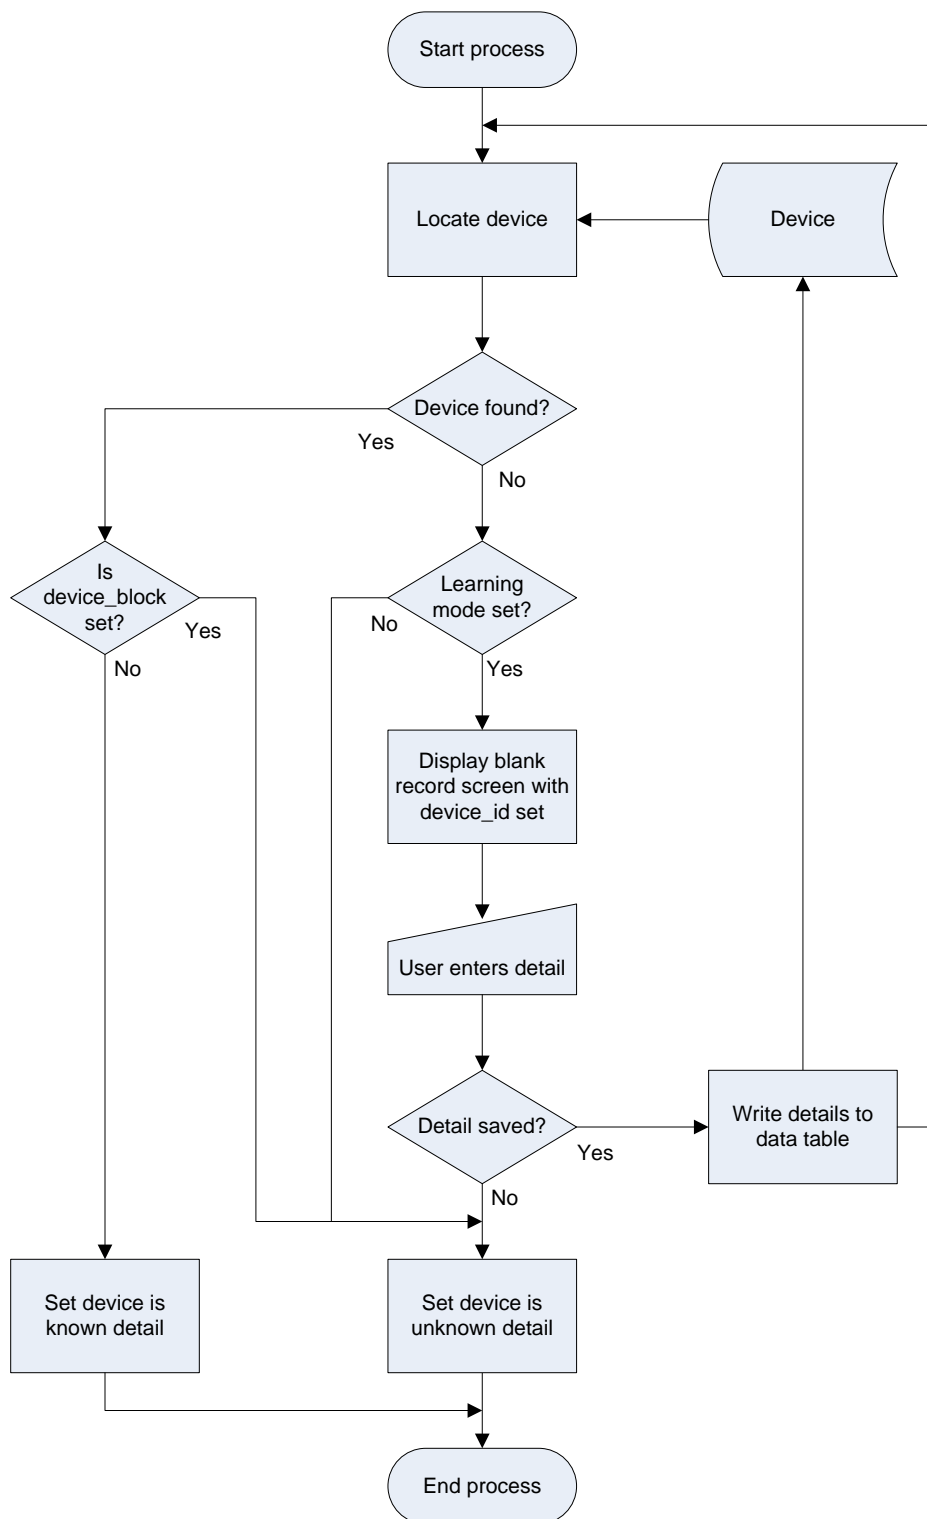 Start process
Locate device
Device
Device found?
Yes
No
Is
device_block
set?
Yes
No
Learning
mode set?
No
Yes
Display blank
record screen with
device_id set
User enters detail
Detail saved?
Yes
No
Write details to
data table
Set device is
known detail
Set device is
unknown detail
End process